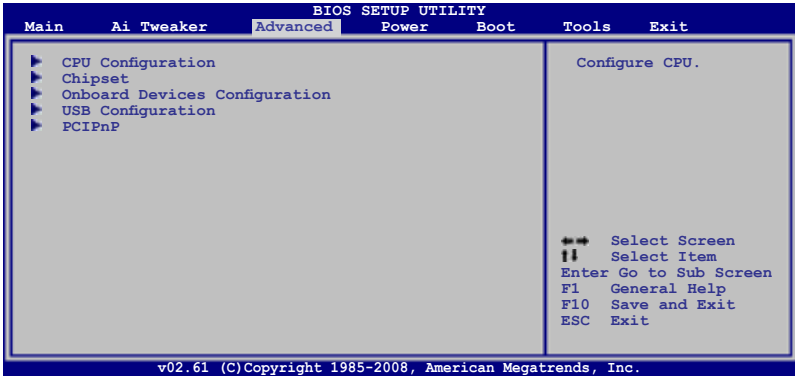 BIOS SETUP UTILITY
Main Ai Tweaker Advanced Power Boot Tools Exit
CPU Configuration
Chipset
Onboard Devices Configuration
USB Configuration
PCIPnP
Configure CPU.
Select Screen
Select Item
Enter Go to Sub Screen
F1 General Help
F10 Save and Exit
ESC Exit
v02.61 (C)Copyright 1985-2008, American Megatrends, Inc.